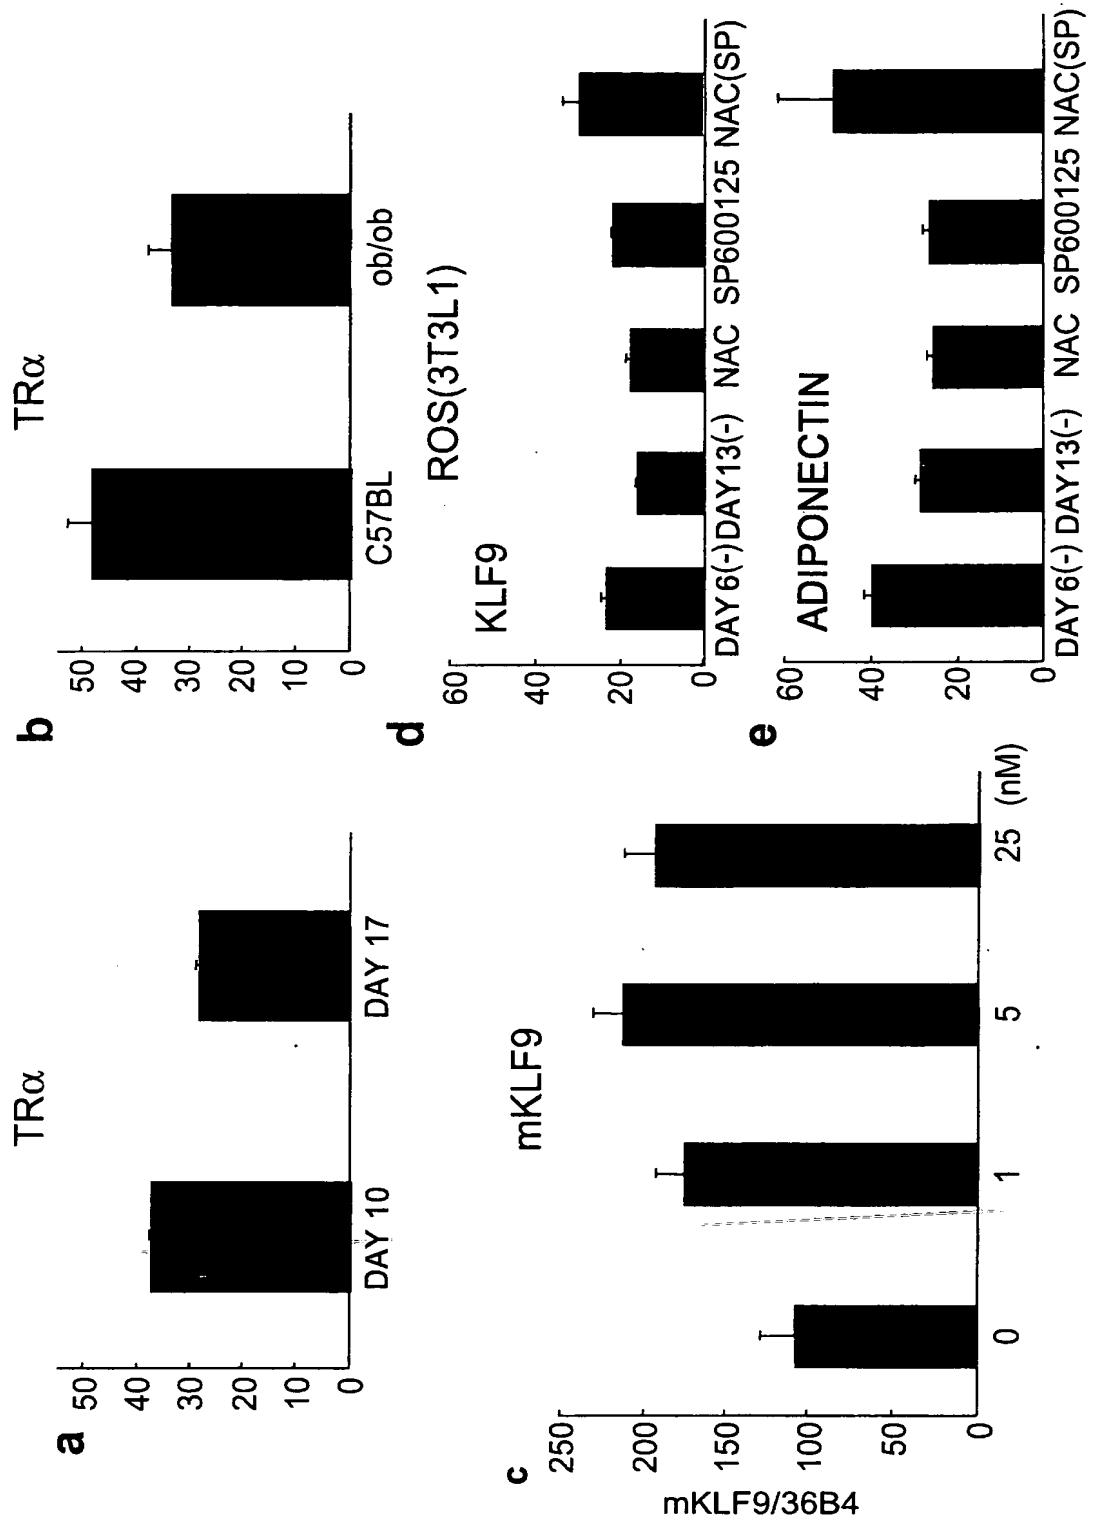 a
TRα
50
40
30
20
10
0
DAY 10 DAY 17
b
TRα
50
40
30
20
10
0
C57BL ob/ob
c
mKLF9
mKLF9/36B4
250
200
150
100
50
0
0 1 5 25 (nM)
ROS(3T3L1)
d
KLF9
60
40
20
0
DAY 6(-) DAY13(-) NAC SP600125 NAC(SP)
e
ADIPONECTIN
60
40
20
0
DAY 6(-) DAY13(-) NAC SP600125 NAC(SP)